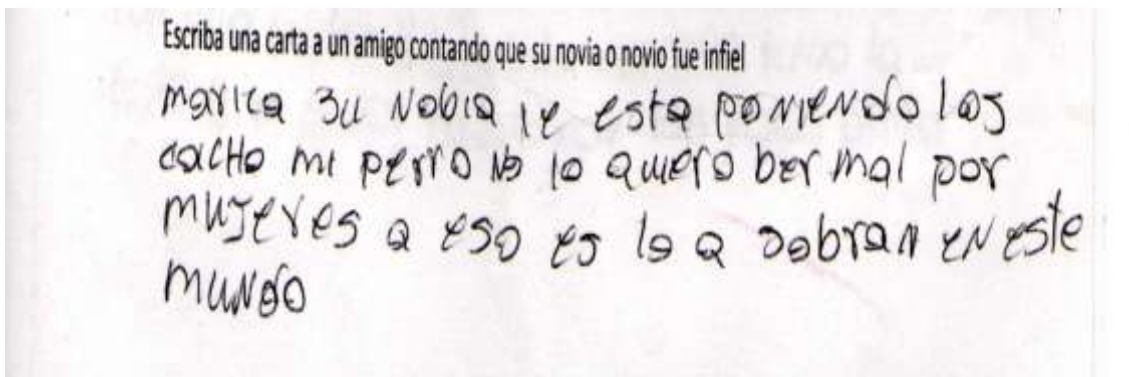 Escriba una carta a un amigo contando que su novia o novio fue infiel
marica su Nobia le esta poniendo los
cacho mi perro no lo quiero ber mal por
mujeres a eso es lo a sobran en este
mundo